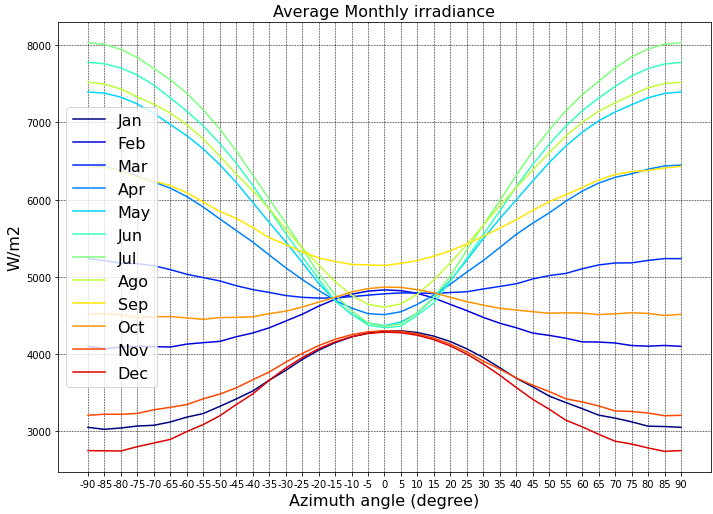 Average Monthly irradiance
8000
7000
6000
5000
4000
3000
W/m2
Jan
Feb
Mar
Apr
May
Jun
Jul
Ago
Sep
Oct
Nov
Dec
-90 -85 -80 -75 -70 -65 -60 -55 -50 -45 -40 -35 -30 -25 -20 -15 -10 -5 0 5 10 15 20 25 30 35 40 45 50 55 60 65 70 75 80 85 90
Azimuth angle (degree)